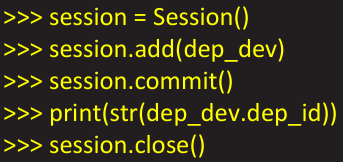 >>> session = Session()
>>> session.add(dep_dev)
>>> session.commit()
>>> print(str(dep_dev.dep_id))
>>> session.close()